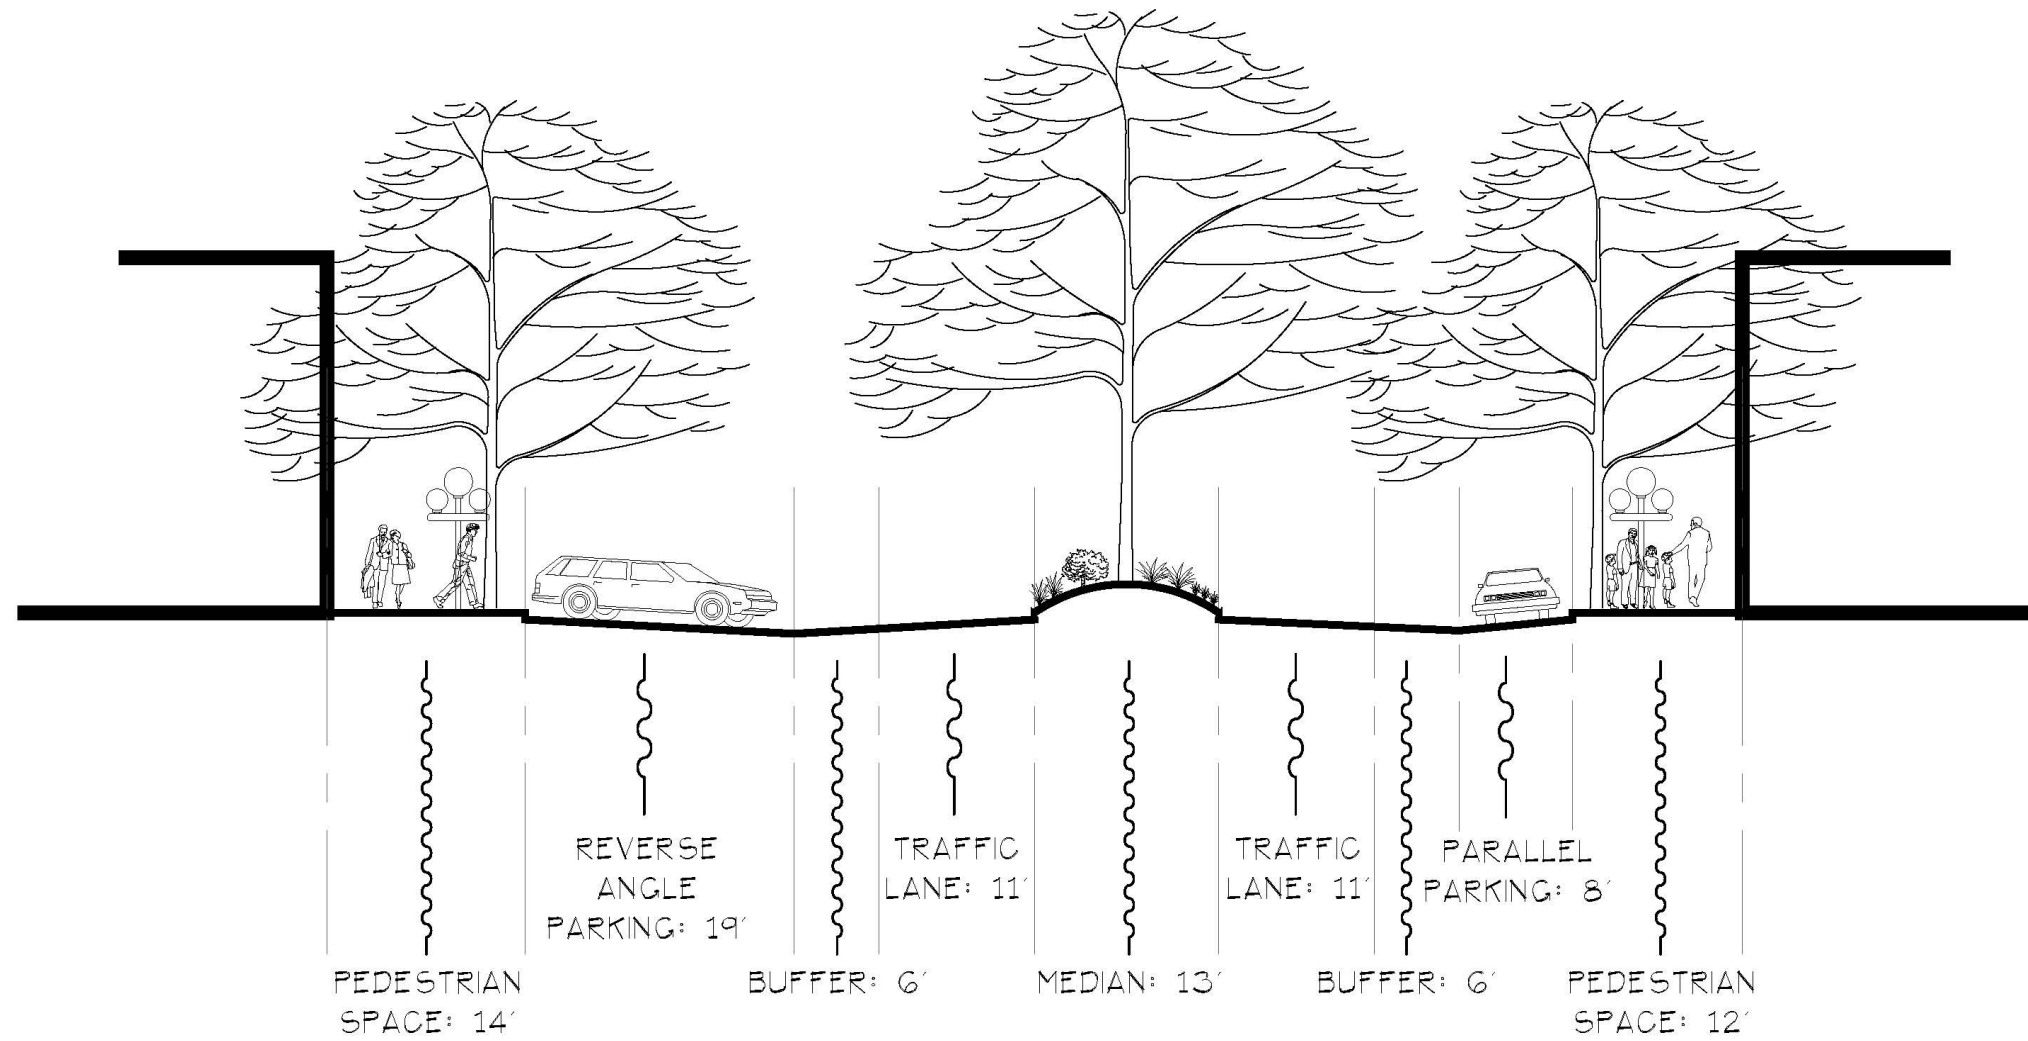 REVERSE
ANGLE
PARKING: 19'
TRAFFIC
LANE: 11'
TRAFFIC
LANE: 11'
PARALLEL
PARKING: 8'
PEDESTRIAN
SPACE: 14'
BUFFER: 6'
MEDIAN: 13'
BUFFER: 6'
PEDESTRIAN
SPACE: 12'